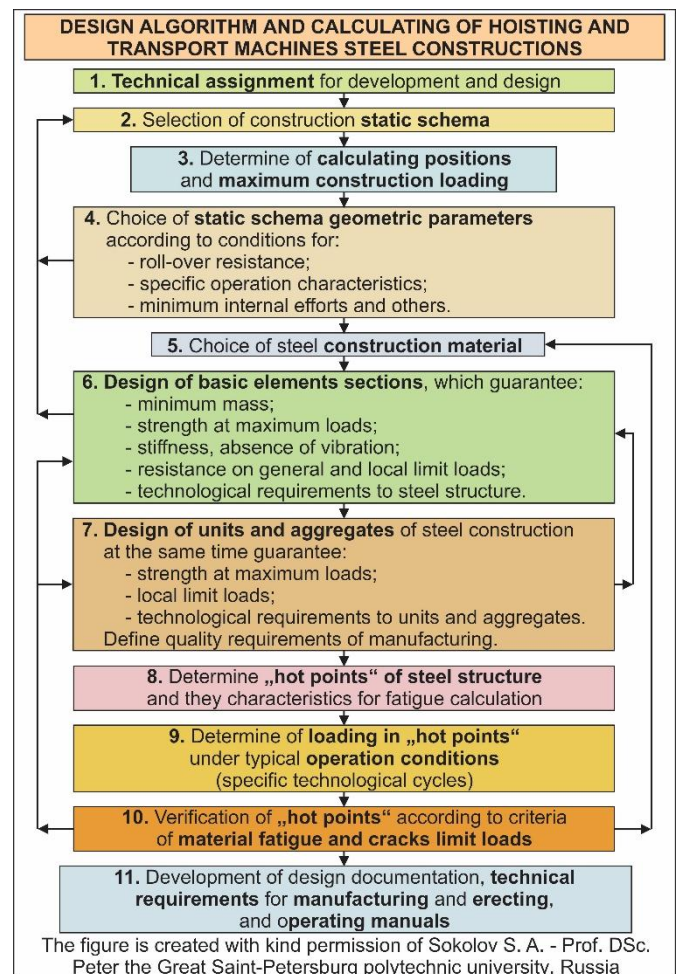 DESIGN ALGORITHM AND CALCULATING OF HOISTING AND
TRANSPORT MACHINES STEEL CONSTRUCTIONS
1. Technical assignment for development and design
2. Selection of construction static schema
3. Determine of calculating positions
and maximum construction loading
4. Choice of static schema geometric parameters
according to conditions for:
- roll-over resistance;
- specific operation characteristics;
- minimum internal efforts and others.
5. Choice of steel construction material
6. Design of basic elements sections, which guarantee:
- minimum mass;
- strength at maximum loads;
- stiffness, absence of vibration;
- resistance on general and local limit loads;
- technological requirements to steel structure.
7. Design of units and aggregates of steel construction
at the same time guarantee:
- strength at maximum loads;
- local limit loads;
- technological requirements to units and aggregates.
Define quality requirements of manufacturing.
8. Determine „hot points“ of steel structure
and they characteristics for fatigue calculation
9. Determine of loading in „hot points“
under typical operation conditions
(specific technological cycles)
10. Verification of „hot points“ according to criteria
of material fatigue and cracks limit loads
11. Development of design documentation, technical
requirements for manufacturing and erecting,
and operating manuals
The figure is created with kind permission of Sokolov S. A. - Prof. DSc.
Peter the Great Saint-Petersburg polytechnic university, Russia